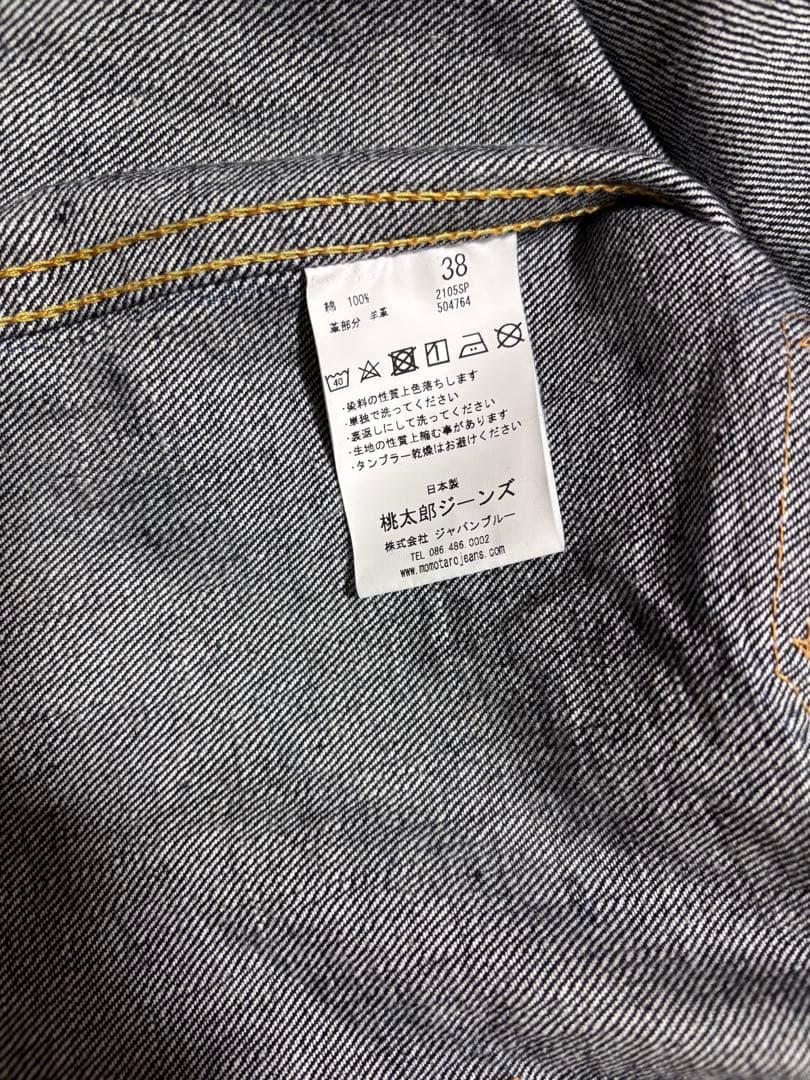 38
綿 100% 2105SP
革部分 羊革 504764
40
・染料の性質上色落ちします
・単独で洗ってください
・裏返しにして洗ってください
・生地の性質上縮む事があります
・タンブラー乾燥はお避けください
日本製
桃太郎ジーンズ
株式会社 ジャパンブルー
TEL 086.486.0002
www.momotarojeans.com